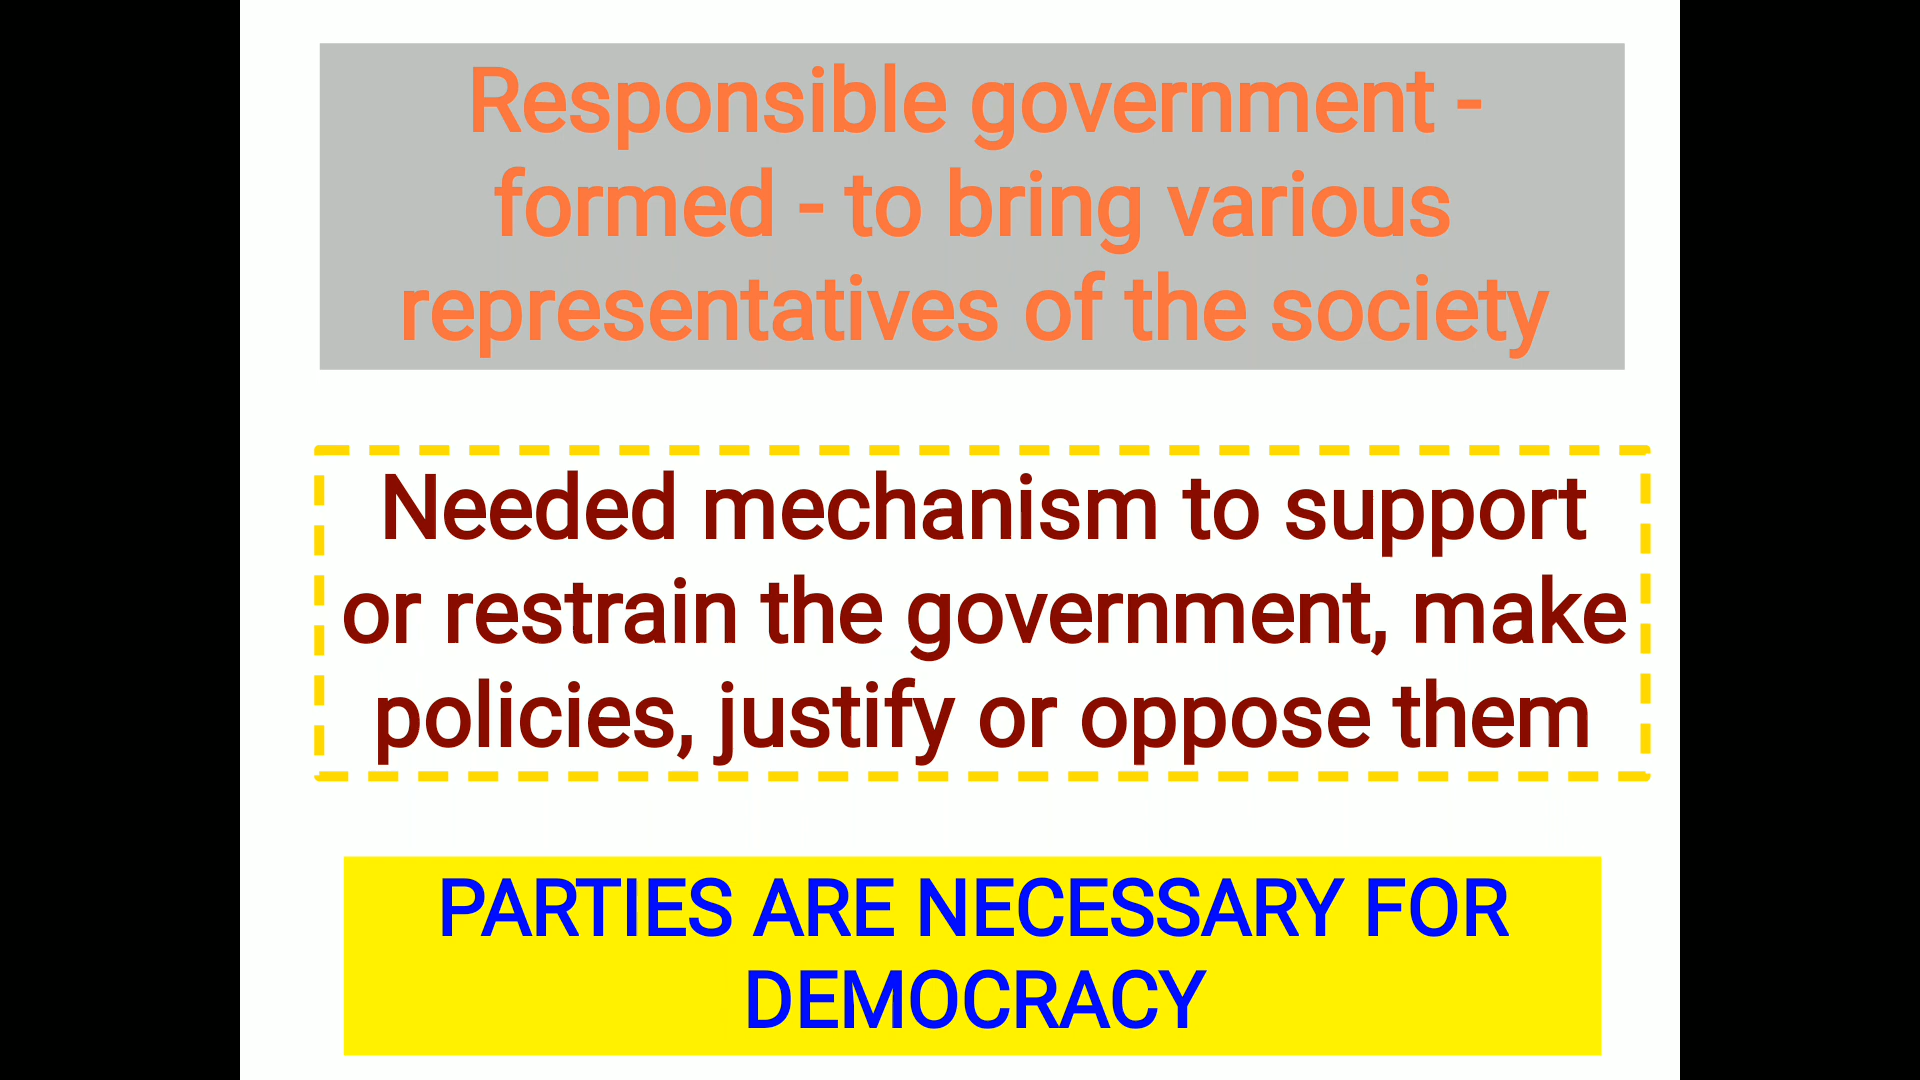 Responsible government -
formed - to bring various
representatives of the society
Needed mechanism to support
or restrain the government, make
policies, justify or oppose them
PARTIES ARE NECESSARY FOR
DEMOCRACY